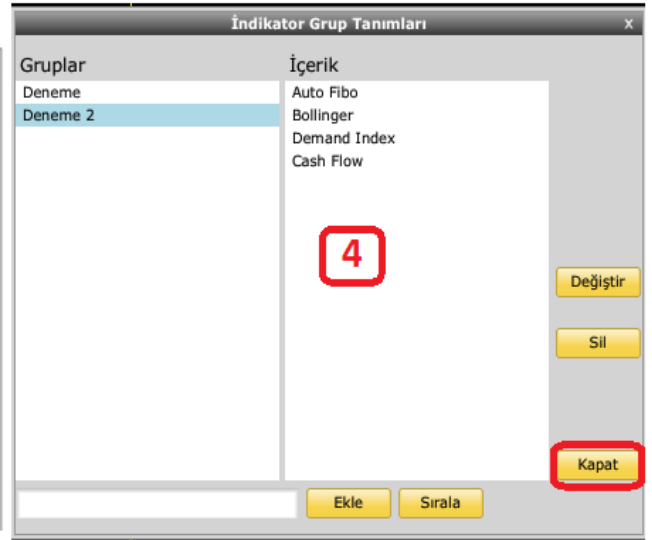 İndikator Grup Tanımları x
Gruplar
Deneme
Deneme 2
İçerik
Auto Fibo
Bollinger
Demand Index
Cash Flow
4
Değiştir
Sil
Kapat
Ekle
Sırala